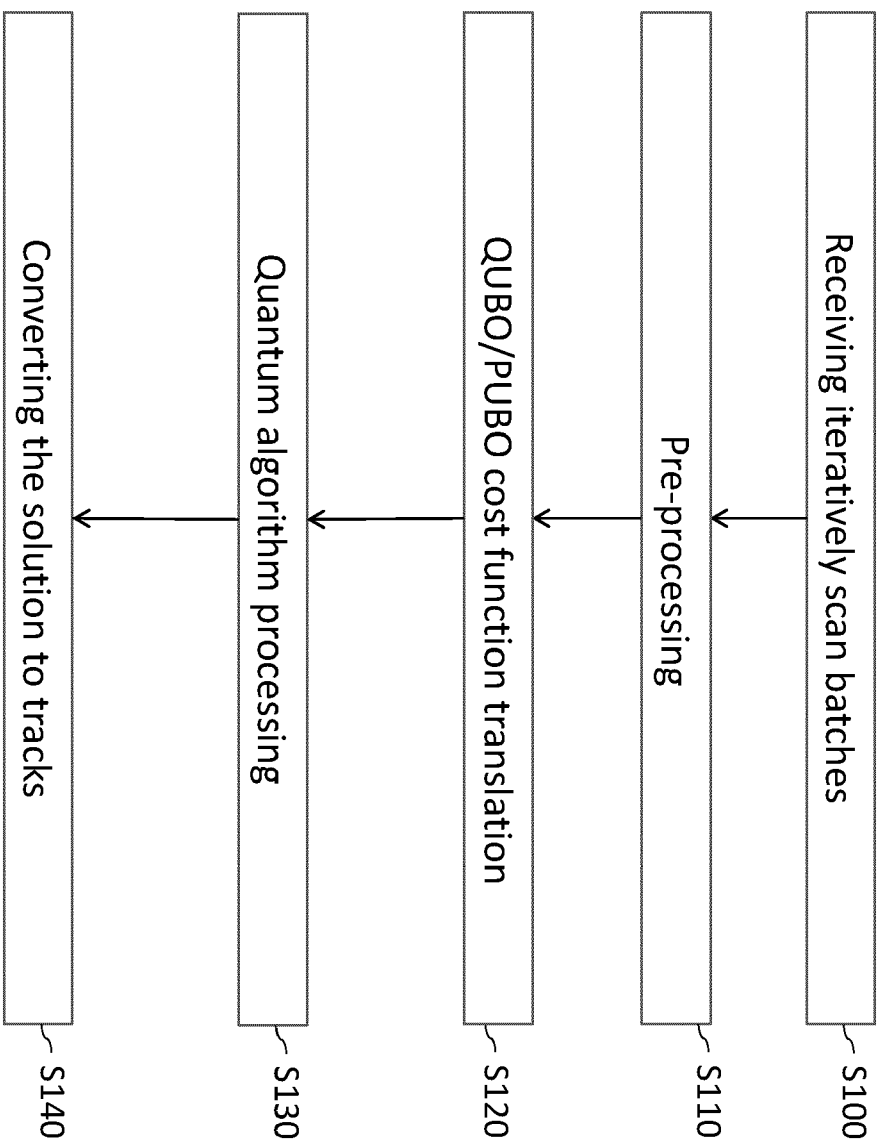 Receiving iteratively scan batches
S100
Pre-processing
S110
QUBO/PUBO cost function translation
S120
Quantum algorithm processing
S130
Converting the solution to tracks
S140